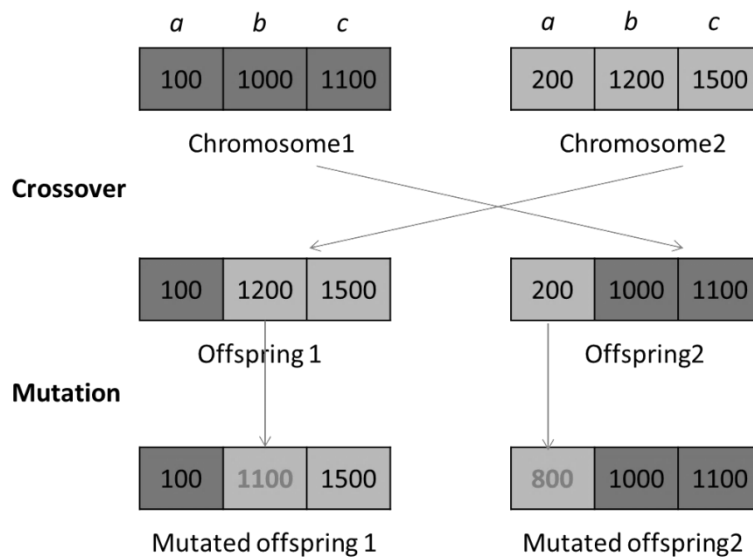 a b c a b c
100 1000 1100 200 1200 1500
Chromosome1 Chromosome2
Crossover
100 1200 1500 200 1000 1100
Offspring 1 Offspring2
Mutation
100 1100 1500 800 1000 1100
Mutated offspring 1 Mutated offspring2